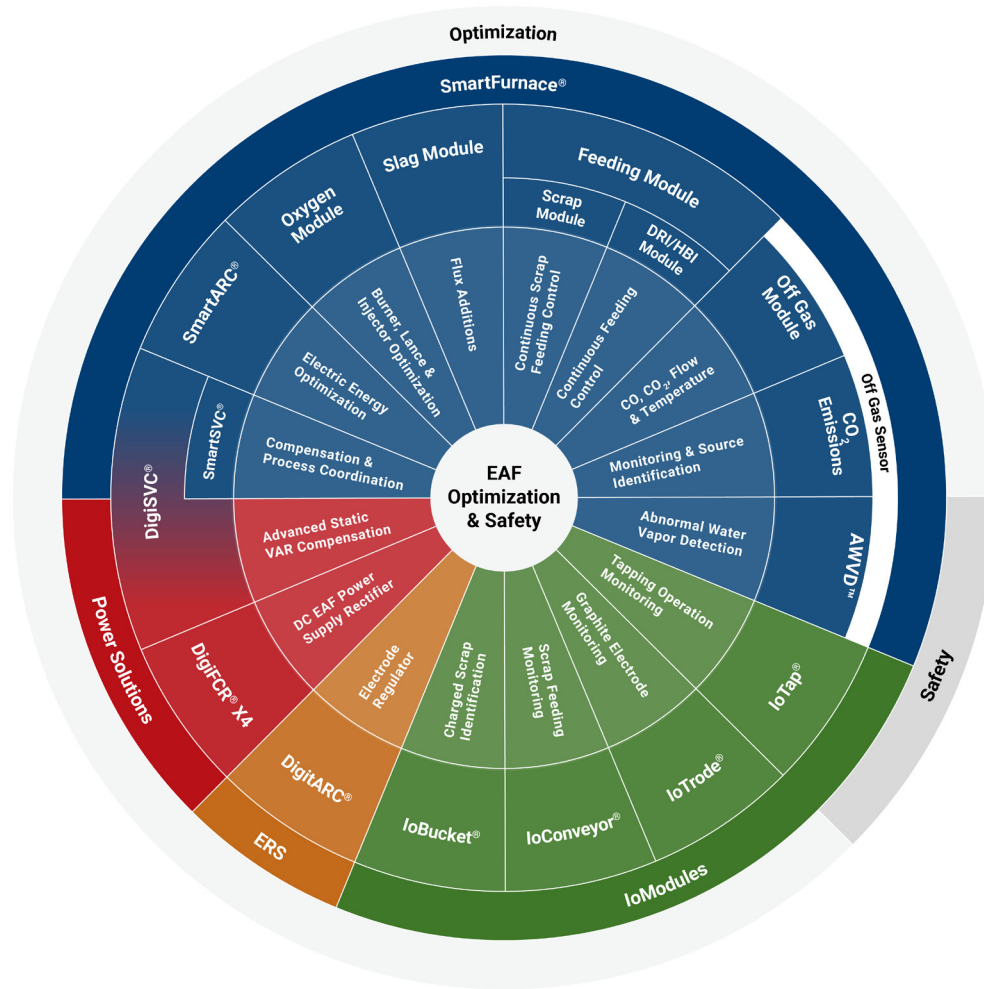 Optimization
SmartFurnace®
Slag Module
Feeding Module
Oxygen
Module
Scrap
Module
DRI/HBI
Module
SmartARC®
Off Gas
Module
Off Gas Sensor
CO2
Emissions
AWVD™
SmartSVC®
DigiSVC®
Flux Additions
Continuous Scrap
Feeding Control
Continuous Feeding
Control
CO, CO2, Flow
& Temperature
Monitoring & Source
Identification
Abnormal Water
Vapor Detection
Burner, Lance &
Injector Optimization
Electric Energy
Optimization
Compensation &
Process Coordination
EAF
Optimization
& Safety
Advanced Static
VAR Compensation
DC EAF Power
Supply Rectifier
Electrode
Regulator
Charged Scrap
Identification
Scrap Feeding
Monitoring
Graphite Electrode
Monitoring
Tapping Operation
Monitoring
Power Solutions
DigiFCR® X4
DigitARC®
ERS
IoBucket®
IoConveyor®
IoTrode®
IoTap®
IoModules
Safety